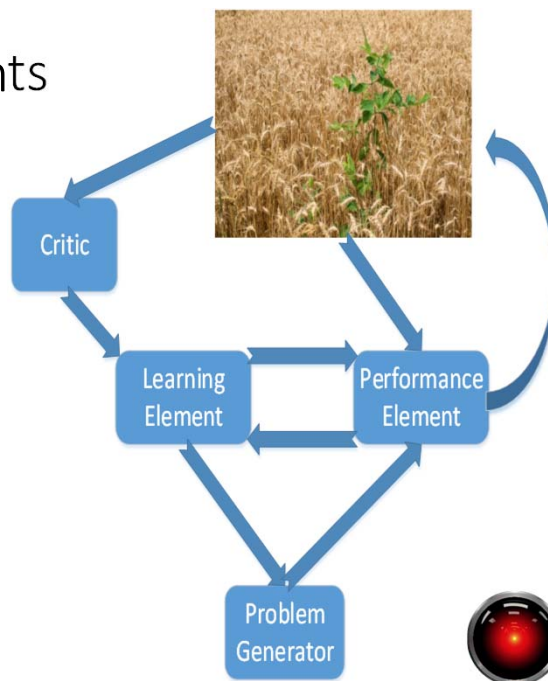 nts
Critic
Learning
Element
Performance
Element
Problem
Generator